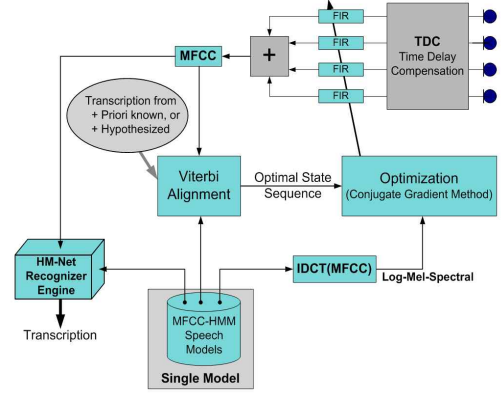 FIR
TDC
Time Delay
Compensation
FIR
MFCC
+
FIR
FIR
Transcription from
+ Priori known, or
+ Hypothesized
Viterbi
Alignment
Optimal State
Sequence
Optimization
(Conjugate Gradient Method)
HM-Net
Recognizer
Engine
IDCT(MFCC)
Log-Mel-Spectral
Transcription
MFCC-HMM
Speech
Models
Single Model